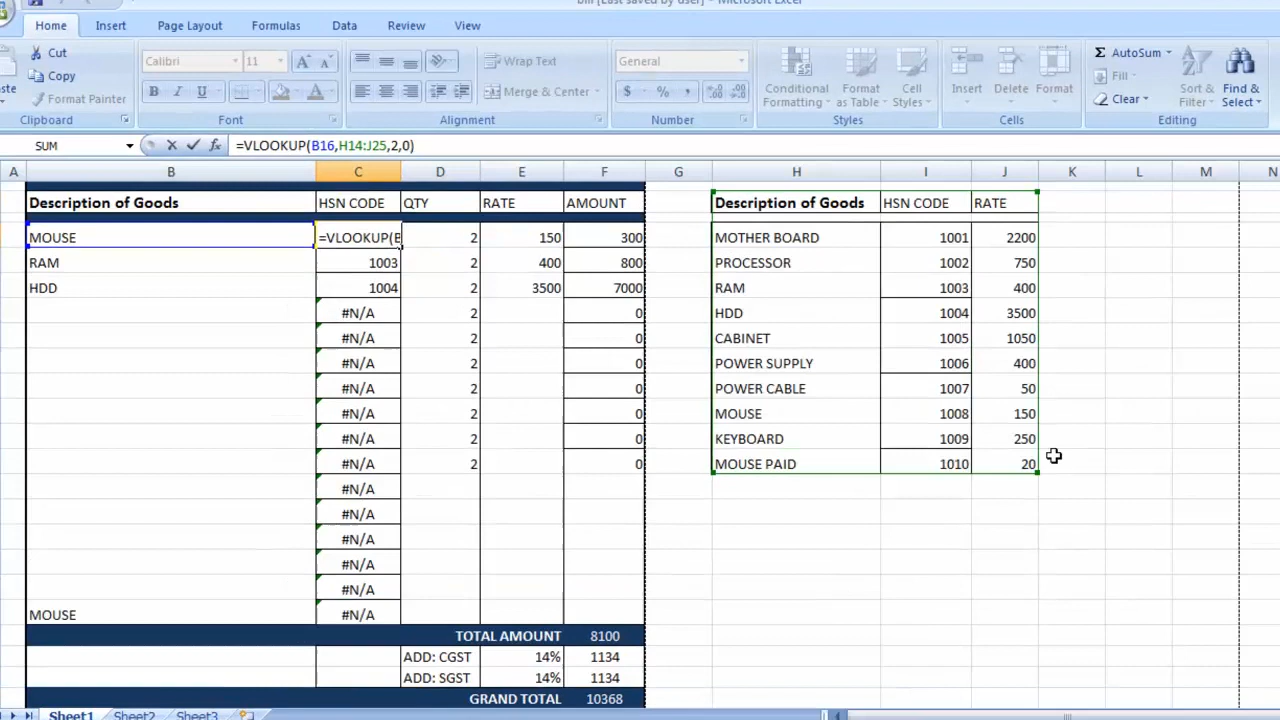 bill [Last saved by user] - Microsoft Excel
Home Insert Page Layout Formulas Data Review View
Cut Calibri 11 A A Wrap Text General AutoSum
Copy Fill
Format Painter B I U A Merge & Center $ % , Conditional Formatting Format as Table Cell Styles Insert Delete Format Clear Sort & Filter Find & Select
Clipboard Font Alignment Number Styles Cells Editing
SUM fx =VLOOKUP(B16,H14:J25,2,0)
A B C D E F G H I J K L M N
Description of Goods HSN CODE QTY RATE AMOUNT Description of Goods HSN CODE RATE
MOUSE =VLOOKUP(B 2 150 300 MOTHER BOARD 1001 2200
RAM 1003 2 400 800 PROCESSOR 1002 750
HDD 1004 2 3500 7000 RAM 1003 400
#N/A 2 0 HDD 1004 3500
#N/A 2 0 CABINET 1005 1050
#N/A 2 0 POWER SUPPLY 1006 400
#N/A 2 0 POWER CABLE 1007 50
#N/A 2 0 MOUSE 1008 150
#N/A 2 0 KEYBOARD 1009 250
#N/A 2 0 MOUSE PAID 1010 20
#N/A
#N/A
#N/A
#N/A
#N/A
MOUSE #N/A
TOTAL AMOUNT 8100
ADD: CGST 14% 1134
ADD: SGST 14% 1134
GRAND TOTAL 10368
Sheet1 Sheet2 Sheet3